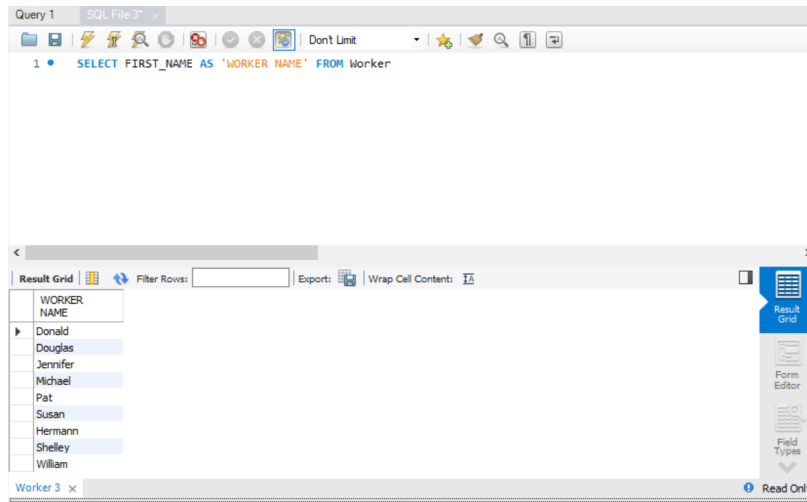 Query 1 SQL File 3* ×
Don't Limit
1 SELECT FIRST_NAME AS 'WORKER NAME' FROM Worker
Result Grid Filter Rows: Export: Wrap Cell Content: IA
WORKER
NAME
Donald
Douglas
Jennifer
Michael
Pat
Susan
Hermann
Shelley
William
Result
Grid
Form
Editor
Field
Types
Worker 3 × Read Onl